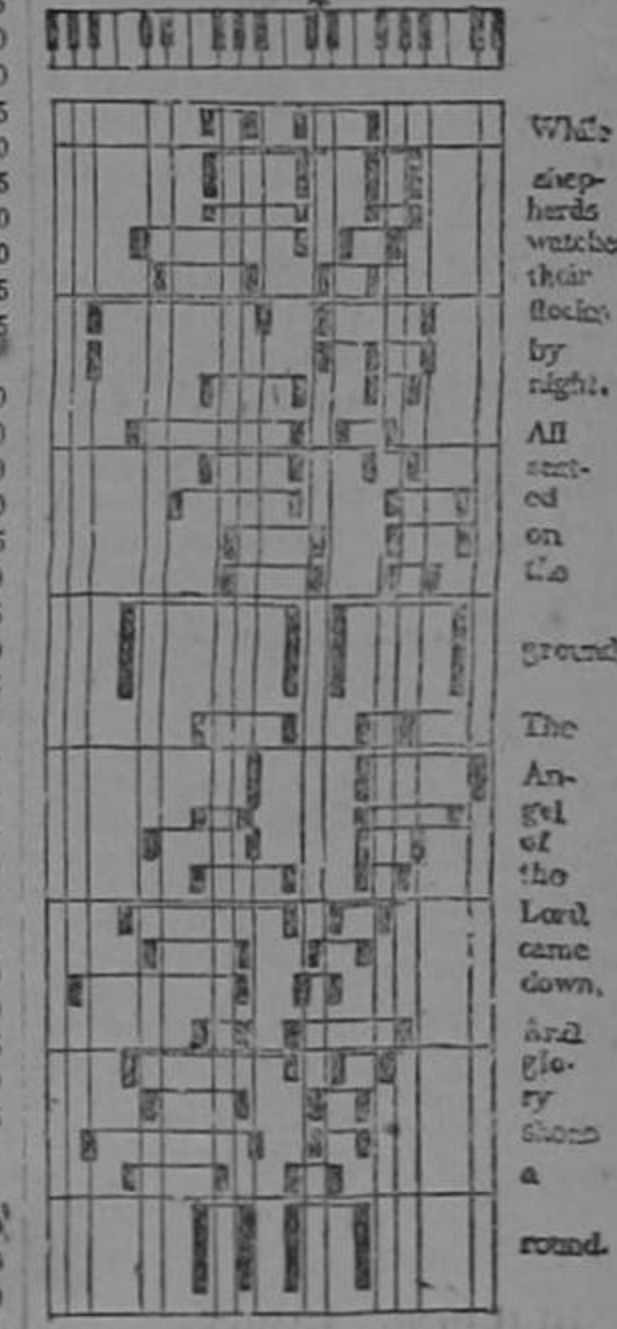 While
shep-
herds
watche
their
flocks
by
night.
All
seat-
ed
on
the
ground
The
An-
gel
of
the
Lord
came
down,
And
glo-
ry
shone
a
round.